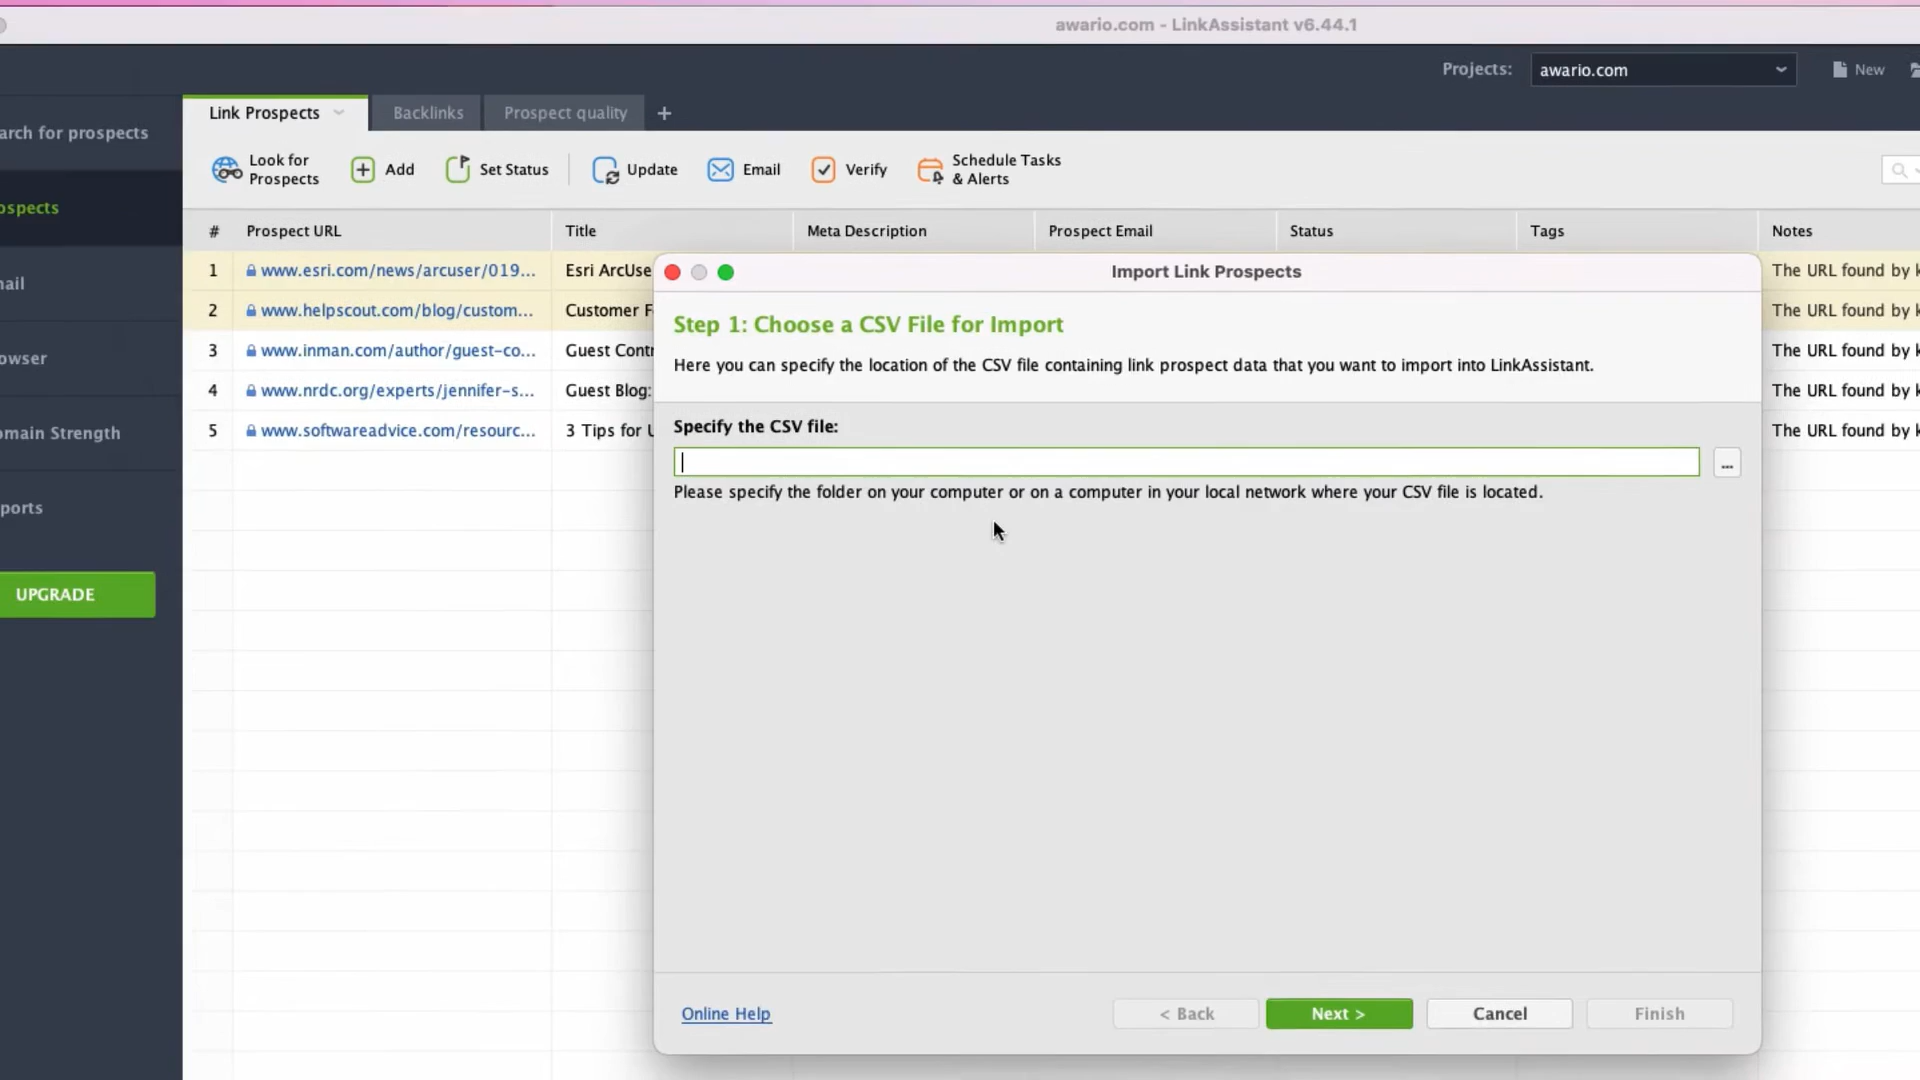 awario.com - LinkAssistant v6.44.1
Projects: awario.com New
Link Prospects Backlinks Prospect quality +
arch for prospects
ospects
nail
owser
omain Strength
ports
UPGRADE
Look for Prospects Add Set Status Update Email Verify Schedule Tasks & Alerts
# Prospect URL Title Meta Description Prospect Email Status Tags Notes
1 www.esri.com/news/arcuser/019... Esri ArcUse The URL found by k
2 www.helpscout.com/blog/custom... Customer F The URL found by k
3 www.inman.com/author/guest-co... Guest Contr The URL found by k
4 www.nrdc.org/experts/jennifer-s... Guest Blog: The URL found by k
5 www.softwareadvice.com/resourc... 3 Tips for U The URL found by k
Import Link Prospects
Step 1: Choose a CSV File for Import
Here you can specify the location of the CSV file containing link prospect data that you want to import into LinkAssistant.
Specify the CSV file:
...
Please specify the folder on your computer or on a computer in your local network where your CSV file is located.
Online Help < Back Next > Cancel Finish